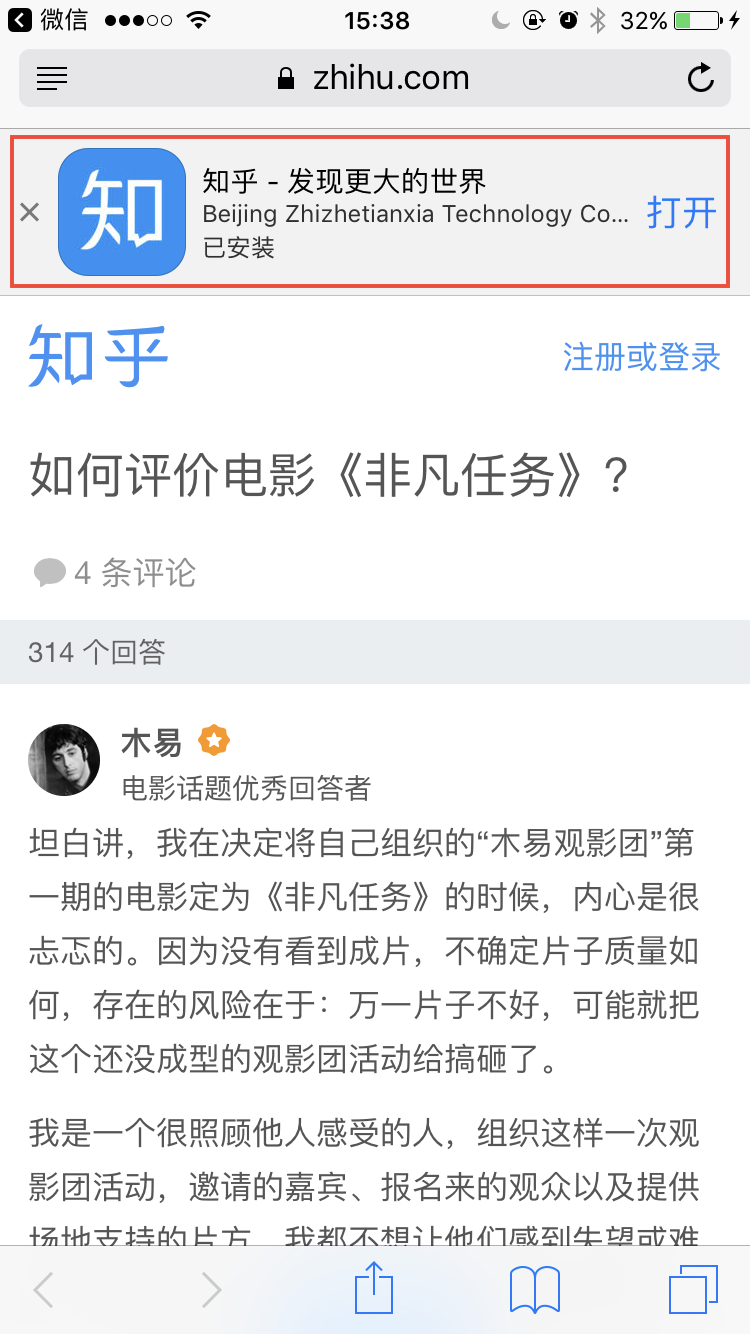 微信 15:38 32%
zhihu.com
知
知乎 - 发现更大的世界
Beijing Zhizhetianxia Technology Co...
已安装
打开
知乎
注册或登录
如何评价电影《非凡任务》?
4 条评论
314 个回答
木易
电影话题优秀回答者
坦白讲，我在决定将自己组织的“木易观影团”第
一期的电影定为《非凡任务》的时候，内心是很
忐忑的。因为没有看到成片，不确定片子质量如
何，存在的风险在于：万一片子不好，可能就把
这个还没成型的观影团活动给搞砸了。
我是一个很照顾他人感受的人，组织这样一次观
影团活动，邀请的嘉宾、报名来的观众以及提供
场地支持的片方，我都不想让他们感到失望或难